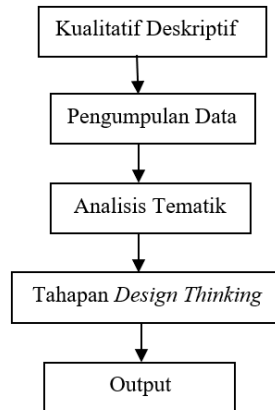 Kualitatif Deskriptif
Pengumpulan Data
Analisis Tematik
Tahapan Design Thinking
Output